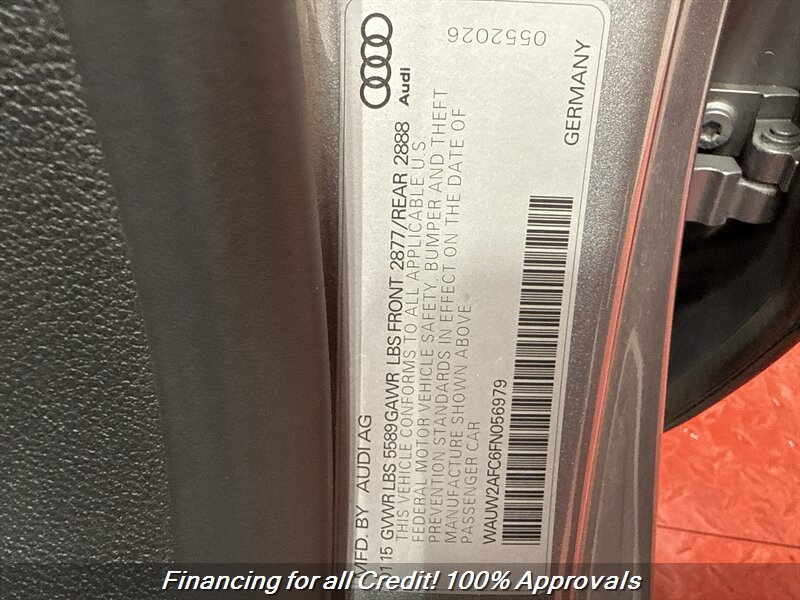 0552026
Audi
GERMANY
MFD. BY AUDI AG
0115 GVWR LBS 5589 GAWR LBS FRONT 2877/REAR 2888
THIS VEHICLE CONFORMS TO ALL APPLICABLE U.S
FEDERAL MOTOR VEHICLE SAFETY, BUMPER AND THEFT
PREVENTION STANDARDS IN EFFECT ON THE DATE OF
MANUFACTURE SHOWN ABOVE
PASSENGER CAR
WAUW2AFC6FN056979
Financing for all Credit! 100% Approvals